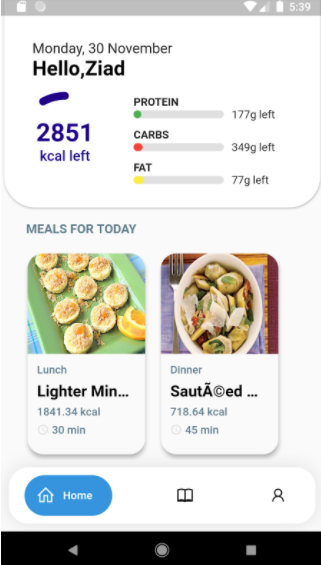 5:39
Monday, 30 November
Hello,Ziad
2851
kcal left
PROTEIN
177g left
CARBS
349g left
FAT
77g left
MEALS FOR TODAY
Lunch
Lighter Min...
1841.34 kcal
30 min
Dinner
SautÃ©ed ...
718.64 kcal
45 min
Home